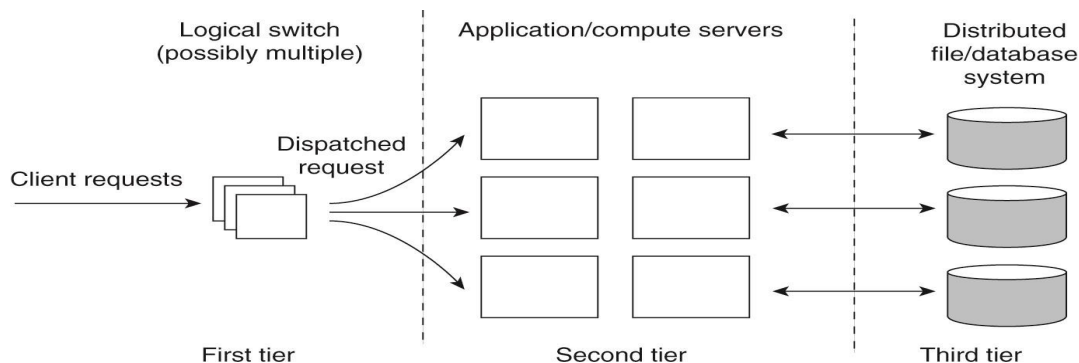 Logical switch
(possibly multiple)
Application/compute servers
Distributed
file/database
system
Dispatched
request
Client requests
First tier
Second tier
Third tier